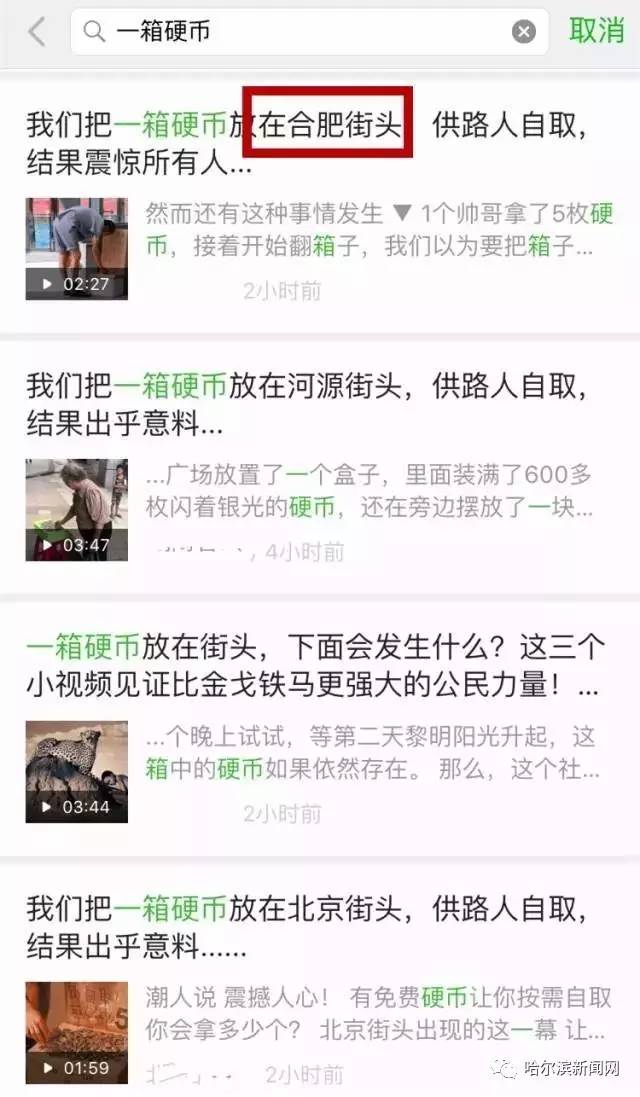 一箱硬币
取消
我们把一箱硬币放在合肥街头 供路人自取，
结果震惊所有人...
然而还有这种事情发生 ▼ 1个帅哥拿了5枚硬
币，接着开始翻箱子，我们以为要把箱子...
02:27
2小时前
我们把一箱硬币放在河源街头，供路人自取，
结果出乎意料...
...广场放置了一个盒子，里面装满了600多
枚闪着银光的硬币，还在旁边摆放了一块...
03:47
4小时前
一箱硬币放在街头，下面会发生什么？这三个
小视频见证比金戈铁马更强大的公民力量！...
...个晚上试试，等第二天黎明阳光升起，这
箱中的硬币如果依然存在。那么，这个社...
03:44
2小时前
我们把一箱硬币放在北京街头，供路人自取，
结果出乎意料......
潮人说 震撼人心！ 有免费硬币让你按需自取
你会拿多少个？ 北京街头出现的这一幕 让...
01:59
2小时前
哈尔滨新闻网